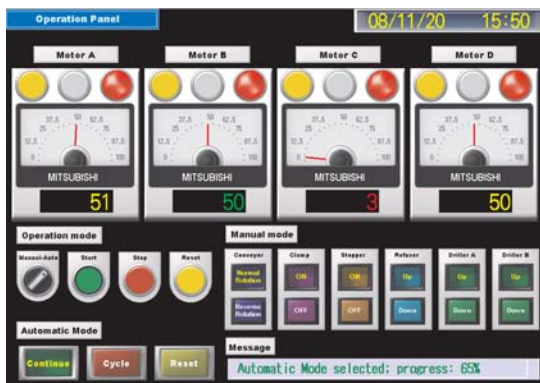 Operation Panel
08/11/20 15:50
Motor A
Motor B
Motor C
Motor D
0 12.5 25 37.5 50 62.5 75 87.5 100
0 12.5 25 37.5 50 62.5 75 87.5 100
0 12.5 25 37.5 50 62.5 75 87.5 100
0 12.5 25 37.5 50 62.5 75 87.5 100
MITSUBISHI
MITSUBISHI
MITSUBISHI
MITSUBISHI
51
50
3
50
Operation mode
Manual-Auto
Start
Stop
Reset
Manual mode
Conveyer
Clamp
Stopper
Refuser
Driller A
Driller B
Normal
Rotation
ON
ON
Up
Up
Up
Reverse
Rotation
OFF
OFF
Down
Down
Down
Automatic Mode
Continue
Cycle
Reset
Message
Automatic Mode selected; progress: 65%